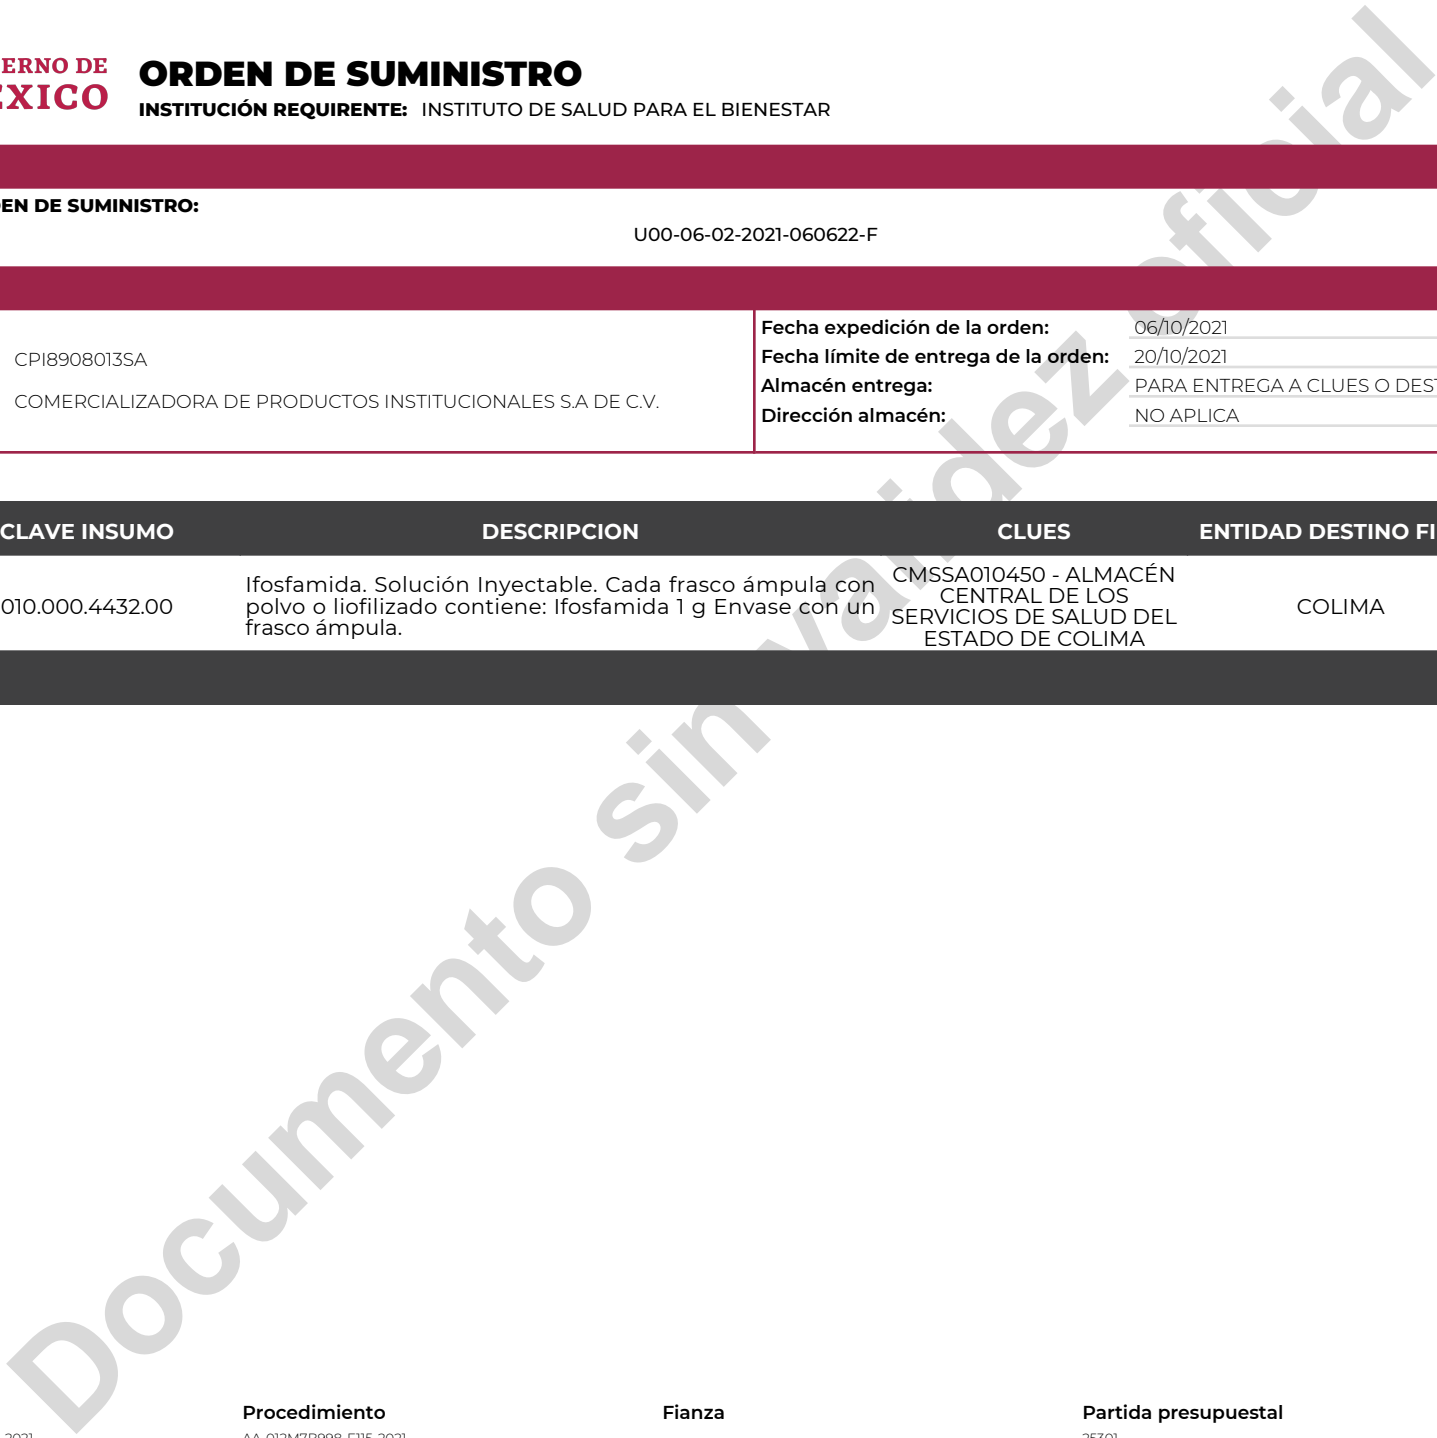 ERNO DE
ÉXICO
ORDEN DE SUMINISTRO
INSTITUCIÓN REQUIRENTE: INSTITUTO DE SALUD PARA EL BIENESTAR
EN DE SUMINISTRO:
U00-06-02-2021-060622-F
CPI8908013SA
COMERCIALIZADORA DE PRODUCTOS INSTITUCIONALES S.A DE C.V.
Fecha expedición de la orden: 06/10/2021
Fecha límite de entrega de la orden: 20/10/2021
Almacén entrega: PARA ENTREGA A CLUES O DEST
Dirección almacén: NO APLICA
CLAVE INSUMO DESCRIPCION CLUES ENTIDAD DESTINO FI
010.000.4432.00
Ifosfamida. Solución Inyectable. Cada frasco ámpula con
polvo o liofilizado contiene: Ifosfamida 1 g Envase con un
frasco ámpula.
CMSSA010450 - ALMACÉN
CENTRAL DE LOS
SERVICIOS DE SALUD DEL
ESTADO DE COLIMA
COLIMA
Documento sin validez oficial
Procedimiento Fianza Partida presupuestal